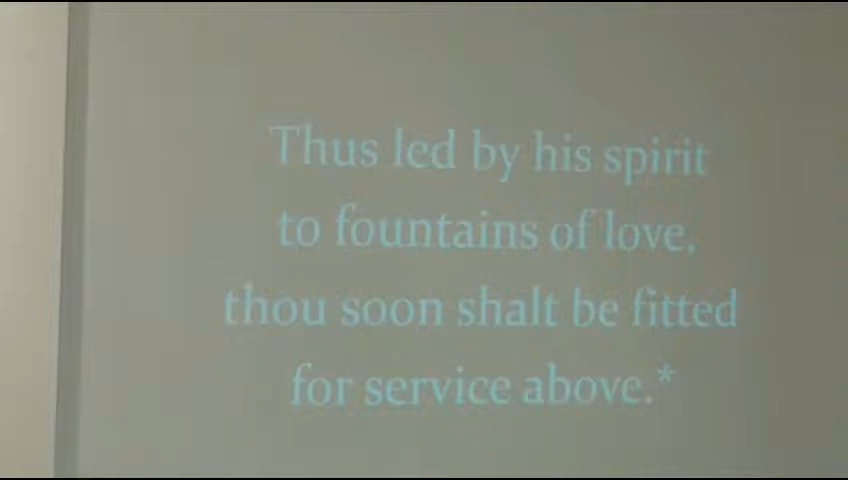 Thus led by his spirit
to fountains of love,
thou soon shalt be fitted
for service above.*